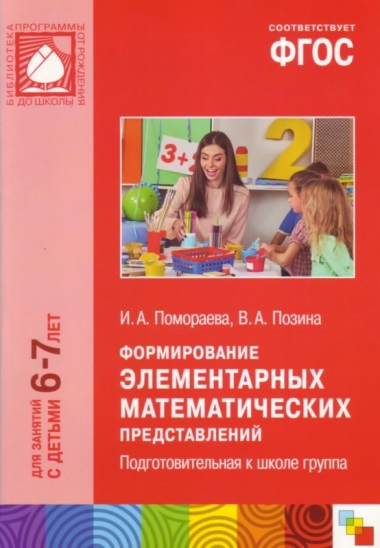 БИБЛИОТЕКА
ПРОГРАММЫ
ОТ РОЖДЕНИЯ
ДО ШКОЛЫ
СООТВЕТСТВУЕТ
ФГОС
3+2
2
И. А. Помораева, В. А. Позина
ФОРМИРОВАНИЕ
ЭЛЕМЕНТАРНЫХ
МАТЕМАТИЧЕСКИХ
ПРЕДСТАВЛЕНИЙ
Подготовительная к школе группа
ДЛЯ ЗАНЯТИЙ
С ДЕТЬМИ 6-7 ЛЕТ